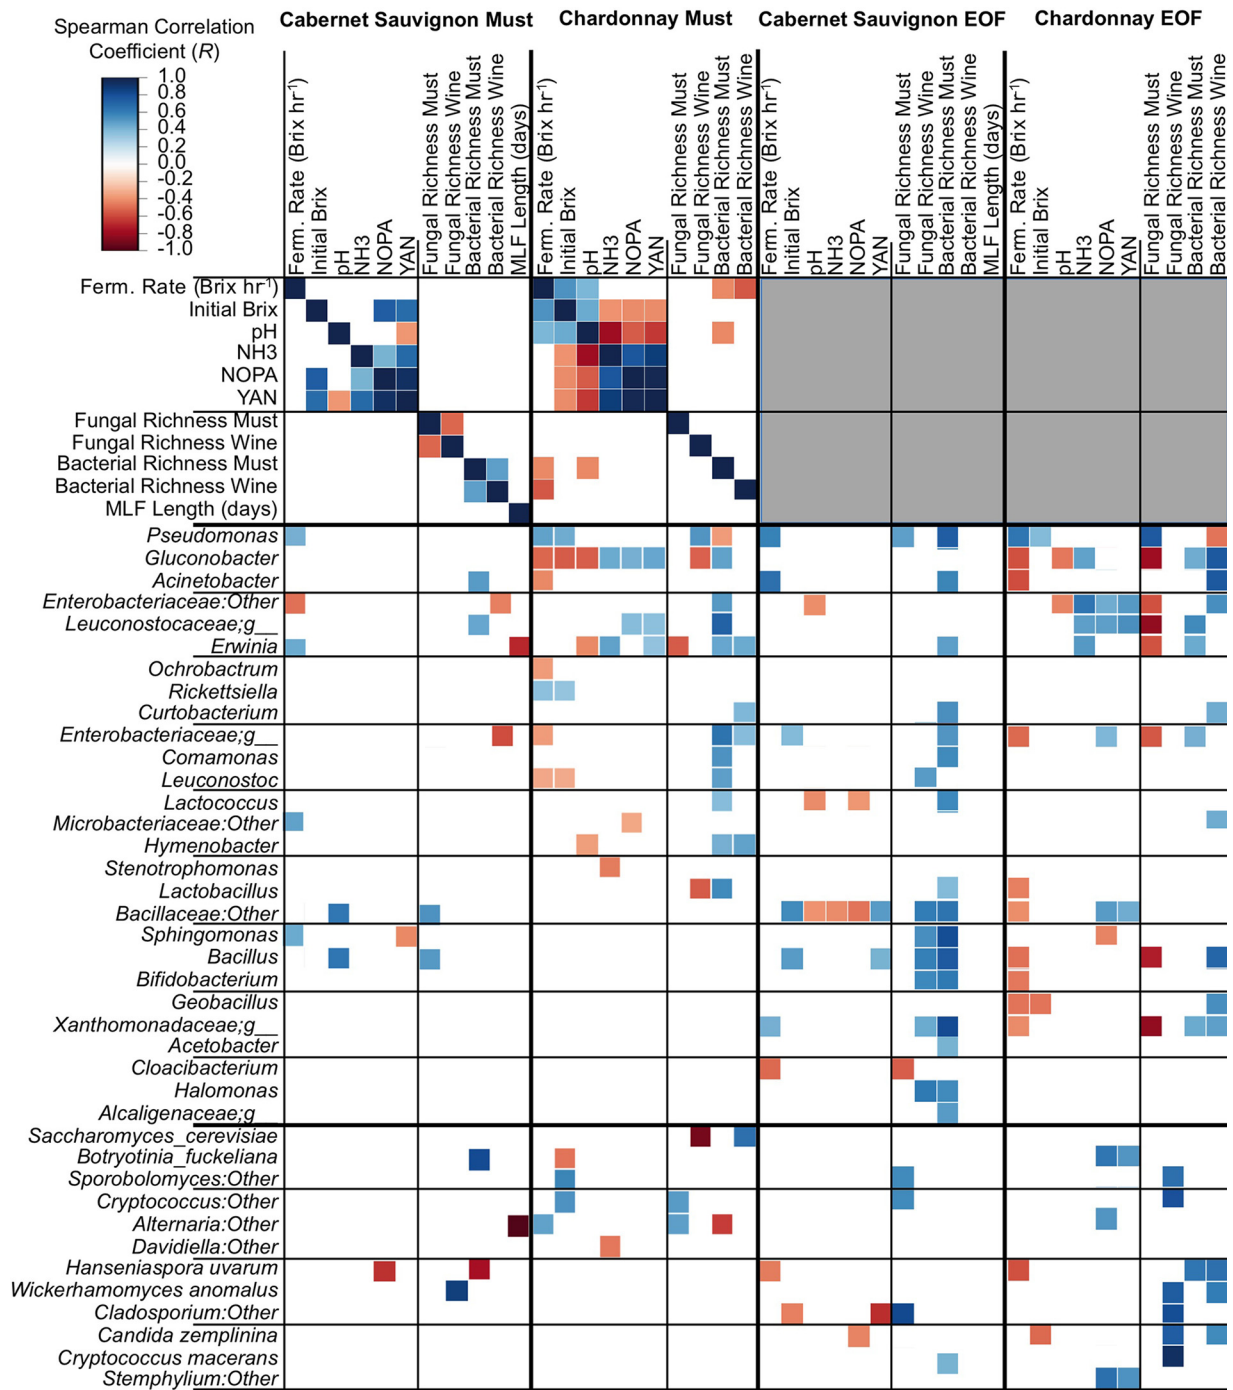 Cabernet Sauvignon Must
Chardonnay Must
Cabernet Sauvignon EOF
Chardonnay EOF
Spearman Correlation
Coefficient (R)
1.0
0.8
0.6
0.4
0.2
0.0
-0.2
-0.4
-0.6
-0.8
-1.0
Ferm. Rate (Brix hr⁻¹)
Initial Brix
pH
NH3
NOPA
YAN
Fungal Richness Must
Fungal Richness Wine
Bacterial Richness Must
Bacterial Richness Wine
MLF Length (days)
Ferm. Rate (Brix hr⁻¹)
Initial Brix
pH
NH3
NOPA
YAN
Fungal Richness Must
Fungal Richness Wine
Bacterial Richness Must
Bacterial Richness Wine
Ferm. Rate (Brix hr⁻¹)
Initial Brix
pH
NH3
NOPA
YAN
Fungal Richness Must
Fungal Richness Wine
Bacterial Richness Must
Bacterial Richness Wine
MLF Length (days)
Ferm. Rate (Brix hr⁻¹)
Initial Brix
pH
NH3
NOPA
YAN
Fungal Richness Must
Fungal Richness Wine
Bacterial Richness Must
Bacterial Richness Wine
Ferm. Rate (Brix hr⁻¹)
Initial Brix
pH
NH3
NOPA
YAN
Fungal Richness Must
Fungal Richness Wine
Bacterial Richness Must
Bacterial Richness Wine
MLF Length (days)
Pseudomonas
Gluconobacter
Acinetobacter
Enterobacteriaceae:Other
Leuconostocaceae;g__
Erwinia
Ochrobactrum
Rickettsiella
Curtobacterium
Enterobacteriaceae;g__
Comamonas
Leuconostoc
Lactococcus
Microbacteriaceae:Other
Hymenobacter
Stenotrophomonas
Lactobacillus
Bacillaceae:Other
Sphingomonas
Bacillus
Bifidobacterium
Geobacillus
Xanthomonadaceae;g__
Acetobacter
Cloacibacterium
Halomonas
Alcaligenaceae;g__
Saccharomyces_cerevisiae
Botryotinia_fuckeliana
Sporobolomyces:Other
Cryptococcus:Other
Alternaria:Other
Davidiella:Other
Hanseniaspora uvarum
Wickerhamomyces anomalus
Cladosporium:Other
Candida zemplinina
Cryptococcus macerans
Stemphylium:Other